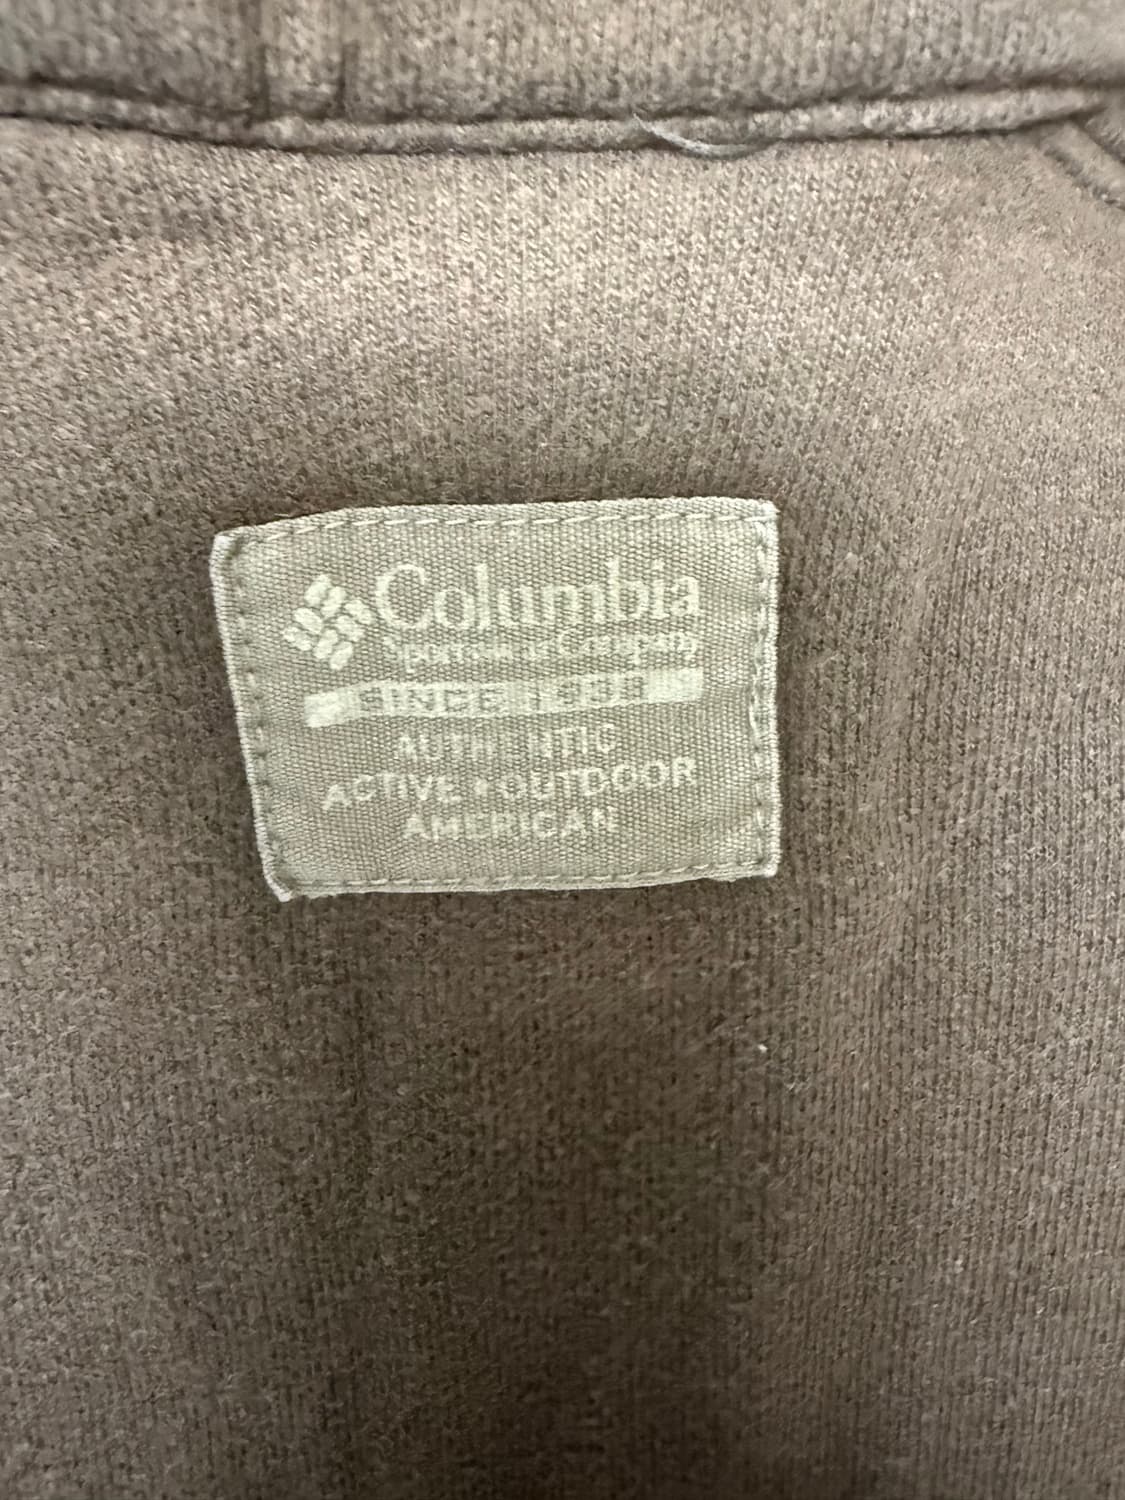 Columbia
Sportswear Company
SINCE 1938
AUTHENTIC
ACTIVE • OUTDOOR
AMERICAN